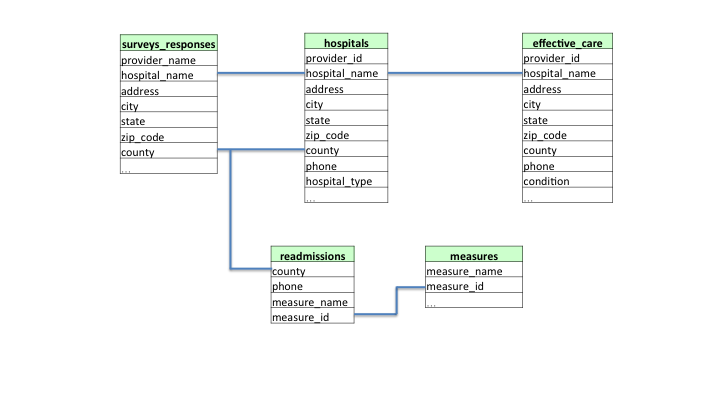 surveys_responses
provider_name
hospital_name
address
city
state
zip_code
county
...
hospitals
provider_id
hospital_name
address
city
state
zip_code
county
phone
hospital_type
...
effective_care
provider_id
hospital_name
address
city
state
zip_code
county
phone
condition
...
readmissions
county
phone
measure_name
measure_id
measures
measure_name
measure_id
...